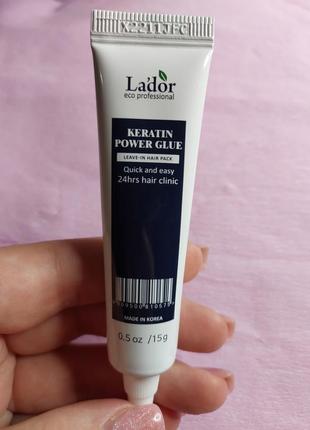 X2211JFC
La'dor
eco professional
KERATIN
POWER GLUE
LEAVE-IN HAIR PACK
Quick and easy
24hrs hair clinic
MADE IN KOREA
0.5 oz /15g